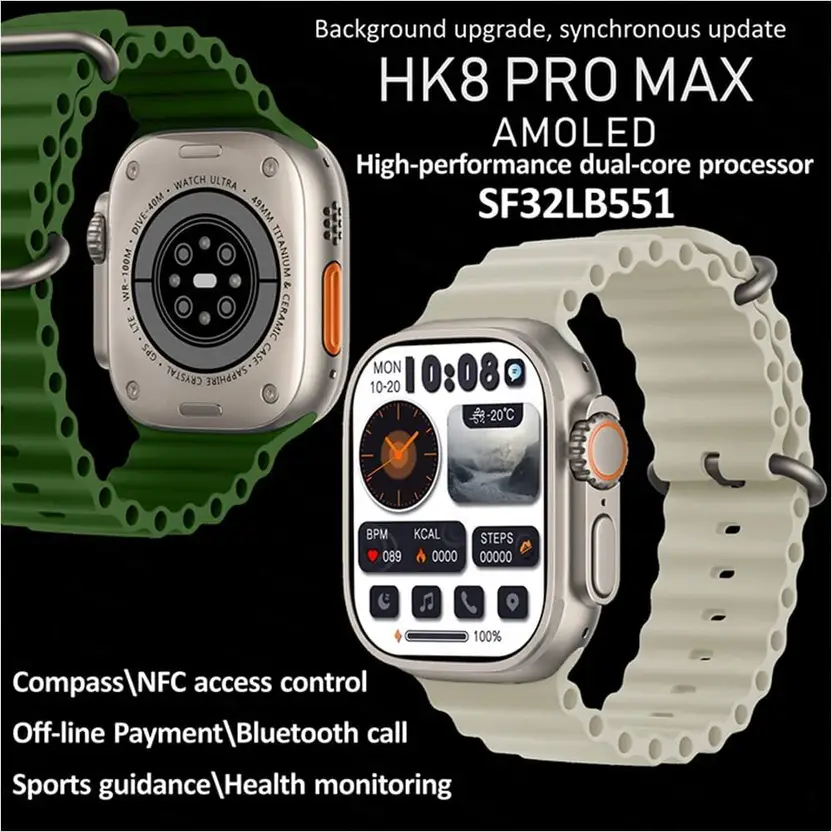 Background upgrade, synchronous update
HK8 PRO MAX
AMOLED
High-performance dual-core processor
SF32LB551
WATCH ULTRA • 49MM TITANIUM & CERAMIC CASE • SAPPHIRE CRYSTAL • GPS • LTE • WR-100M • DIVE-40M •
MON
10-20
10:08
-20°C
BPM
089
KCAL
0000
STEPS
00000
100%
Compass\NFC access control
Off-line Payment\Bluetooth call
Sports guidance\Health monitoring